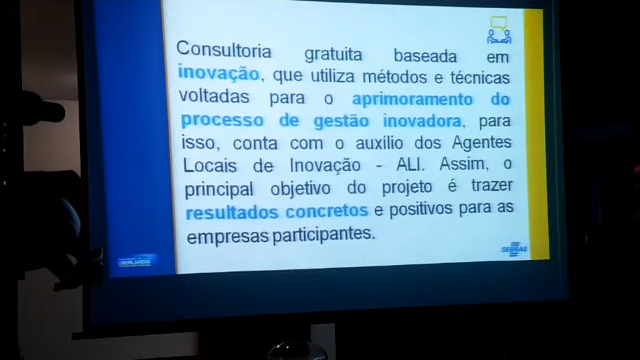 Consultoria gratuita baseada em
inovação, que utiliza métodos e técnicas
voltadas para o aprimoramento do
processo de gestão inovadora, para
isso, conta com o auxílio dos Agentes
Locais de Inovação - ALI. Assim, o
principal objetivo do projeto é trazer
resultados concretos e positivos para as
empresas participantes.
SEBRAE